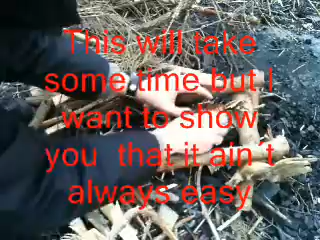 This will take
some time but I
want to show
you that it ain't
always easy